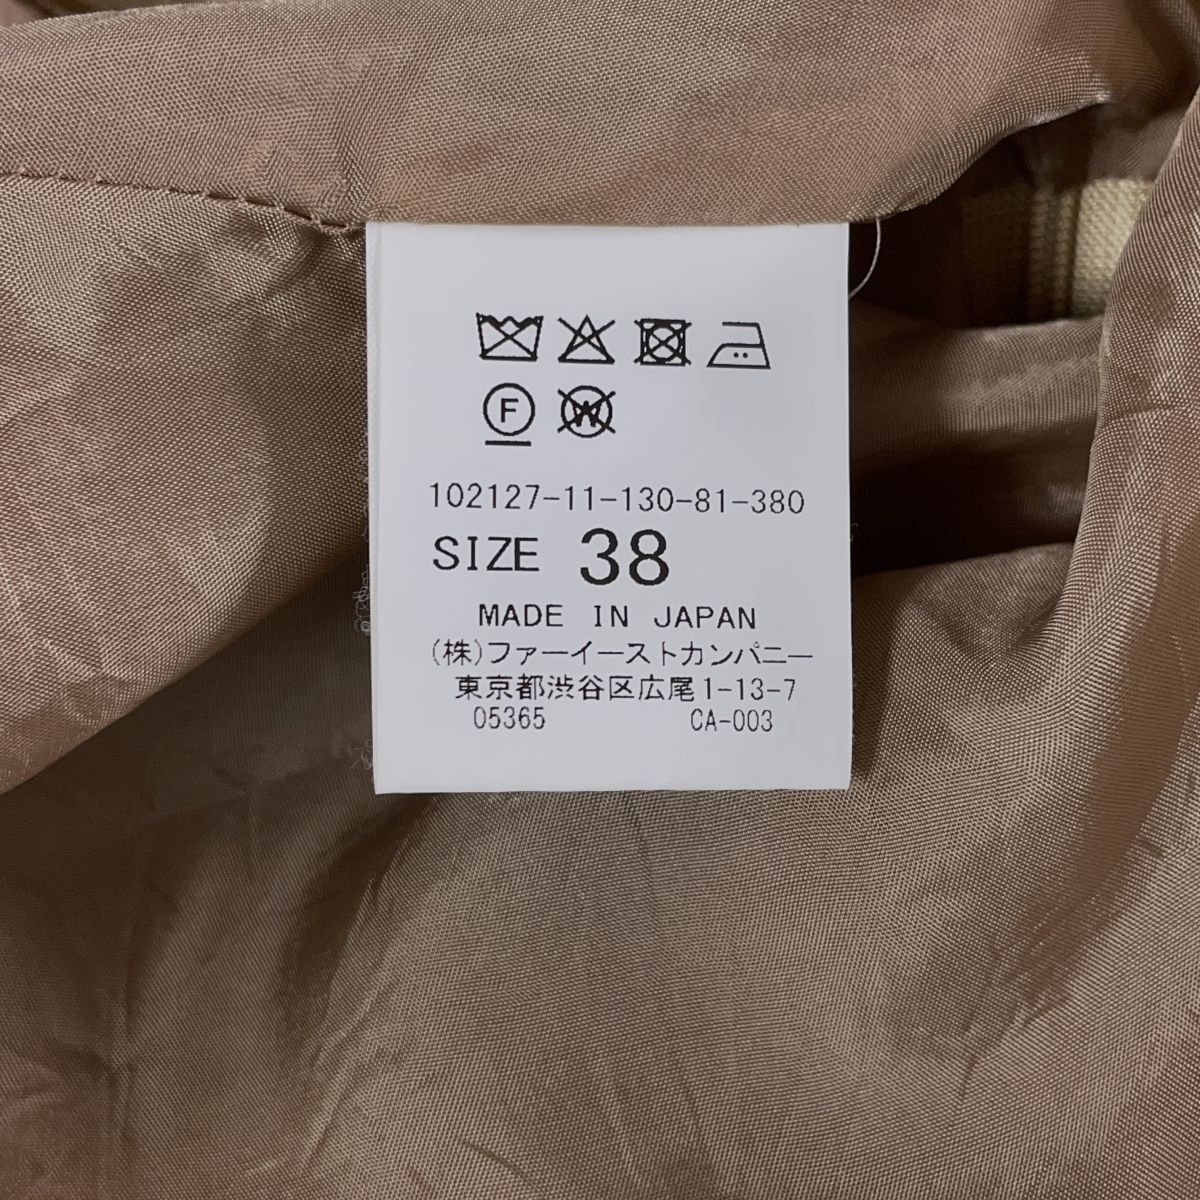 F W
102127-11-130-81-380
SIZE 38
MADE IN JAPAN
(株)ファーイーストカンパニー
東京都渋谷区広尾1-13-7
05365 CA-003